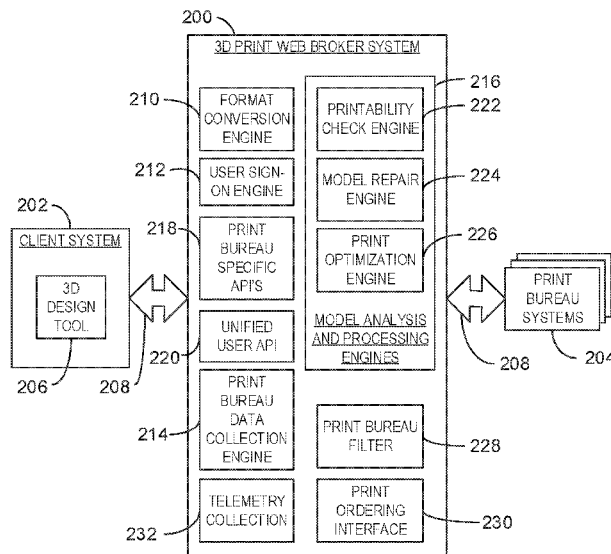 200
3D PRINT WEB BROKER SYSTEM
216
210
FORMAT
CONVERSION
ENGINE
PRINTABILITY
CHECK ENGINE
222
212
USER SIGN-
ON ENGINE
MODEL REPAIR
ENGINE
224
202
CLIENT SYSTEM
3D
DESIGN
TOOL
206
208
218
PRINT
BUREAU
SPECIFIC
API'S
PRINT
OPTIMIZATION
ENGINE
226
220
UNIFIED
USER API
MODEL ANALYSIS
AND PROCESSING
ENGINES
208
PRINT
BUREAU
SYSTEMS
204
214
PRINT
BUREAU
DATA
COLLECTION
ENGINE
PRINT BUREAU
FILTER
228
232
TELEMETRY
COLLECTION
PRINT
ORDERING
INTERFACE
230